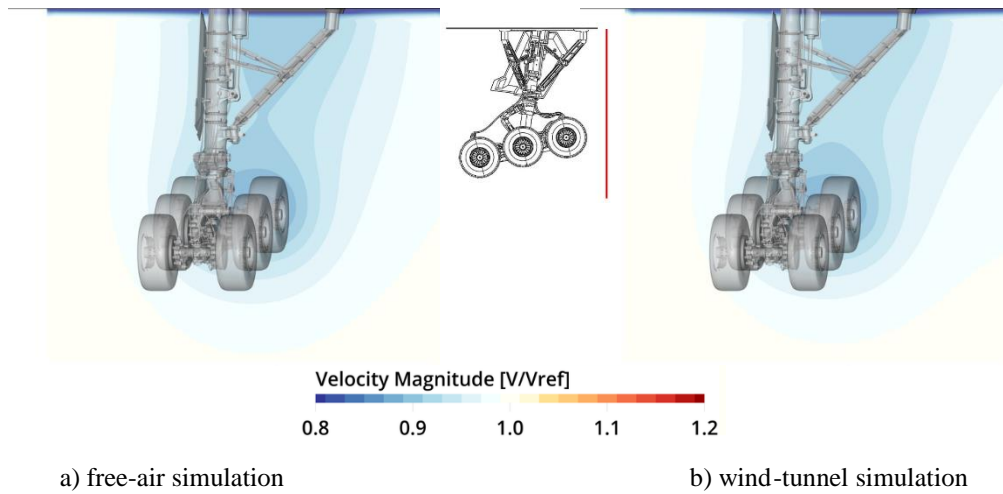 Velocity Magnitude [V/Vref]
0.8 0.9 1.0 1.1 1.2
a) free-air simulation b) wind-tunnel simulation